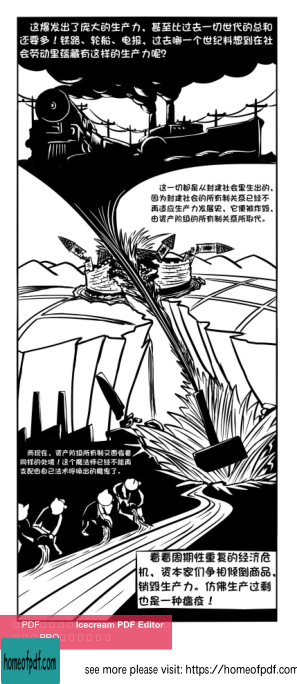 这爆发出了庞大的生产力，甚至比过去一切世代的总和
还要多！铁路、轮船、电报，过去哪一个世纪料想到在社
会劳动里蕴藏有这样的生产力呢？
这一切都是从封建社会里生出的，
因为封建社会的所有制关系已经不
再适应生产力发展史，它便被炸毁，
由资产阶级的所有制关系所取代。
而现在，资产阶级所有制又面临着
同样的处境！这个魔法师已经不能再
支配由自己法术呼唤出的魔鬼了。
看看周期性重复的经济危
机，资本家们争相倾倒商品，
销毁生产力。仿佛生产过剩
也是一种瘟疫！
PDF Icecream PDF Editor
PRO
homeofpdf.com
see more please visit: https://homeofpdf.com